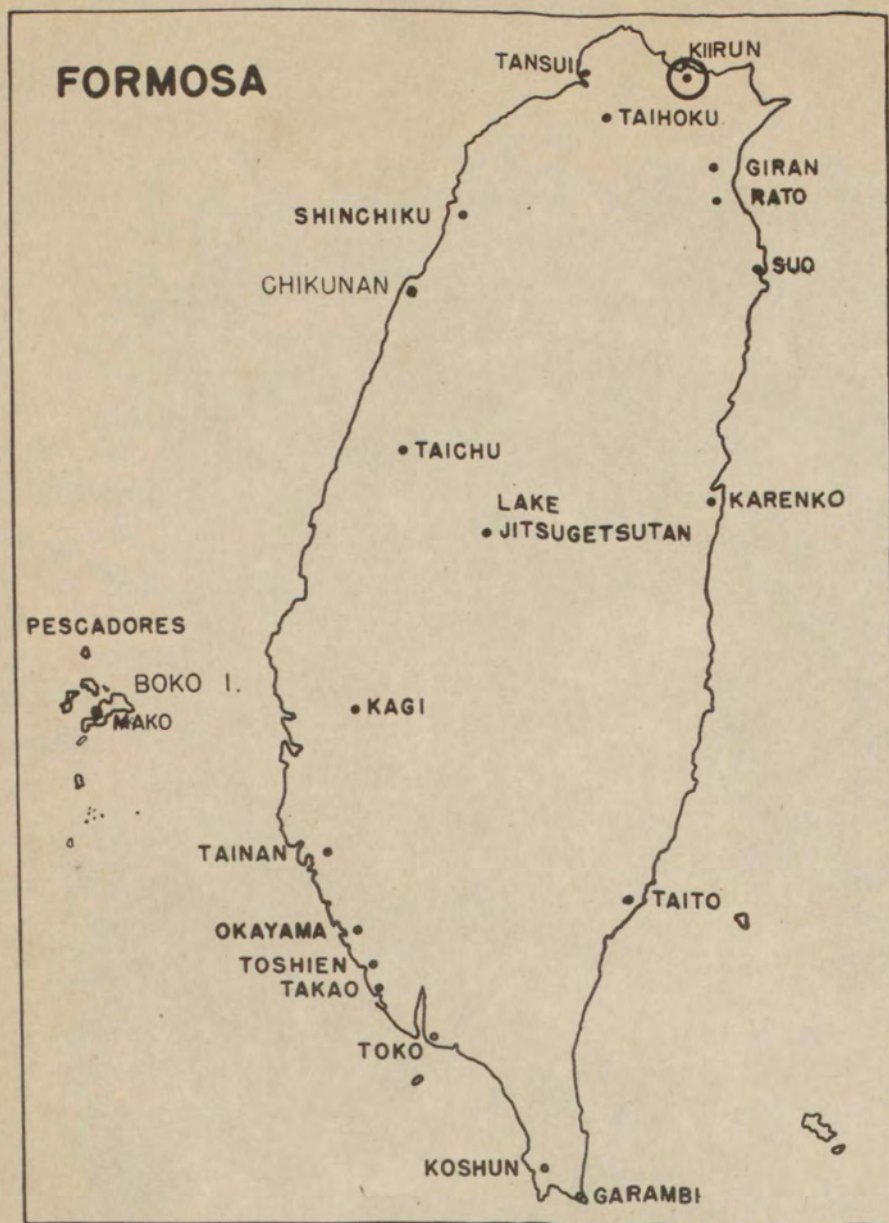 FORMOSA
KIIRUN
TANSUI
TAIHOKU
GIRAN
RATO
SHINCHIKU
SUO
CHIKUNAN
TAICHU
LAKE
JITSUGETSUTAN
KARENKO
PESCADORES
BOKO I.
MAKO
KAGI
TAINAN
TAITO
OKAYAMA
TOSHIEN
TAKAO
TOKO
KOSHUN
GARAMBI